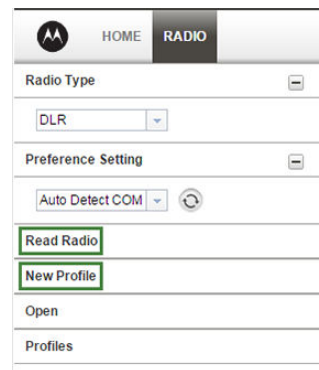 HOME RADIO
Radio Type
DLR
Preference Setting
Auto Detect COM
Read Radio
New Profile
Open
Profiles